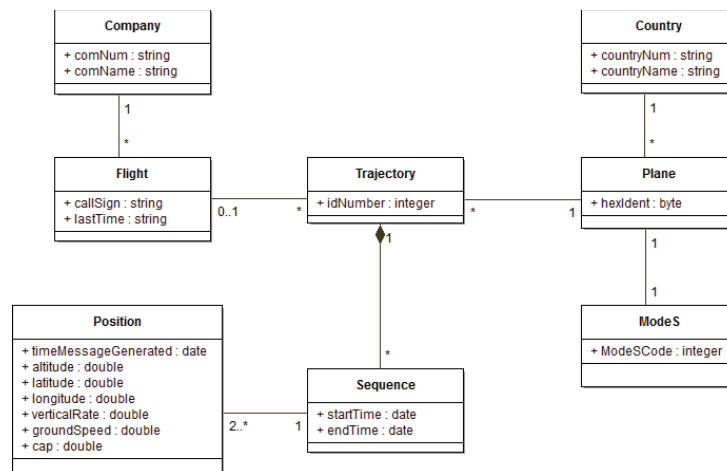 Company
+ comNum : string
+ comName : string
1
*
Country
+ countryNum : string
+ countryName : string
1
*
Flight
+ callSign : string
+ lastTime : string
0..1
*
Trajectory
+ idNumber : integer
*
1
Plane
+ hexIdent : byte
1
1
1
*
ModeS
+ ModeSCode : integer
Position
+ timeMessageGenerated : date
+ altitude : double
+ latitude : double
+ longitude : double
+ verticalRate : double
+ groundSpeed : double
+ cap : double
2..*
1
Sequence
+ startTime : date
+ endTime : date